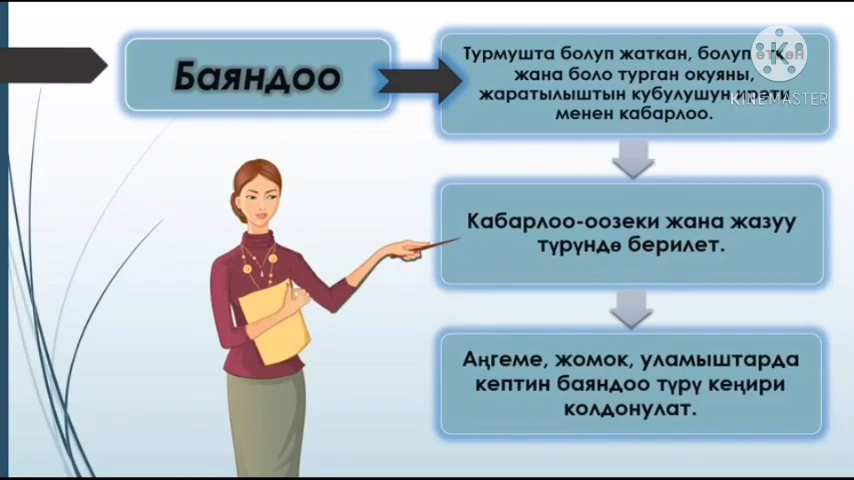 Баяндоо
Турмушта болуп жаткан, болуп өткөн
жана боло турган окуяны,
жаратылыштын кубулушун ирети
менен кабарлоо.
KINEMASTER
Кабарлоо-оозеки жана жазуу
түрүндө берилет.
Аңгеме, жомок, уламыштарда
кептин баяндоо түрү кеңири
колдонулат.